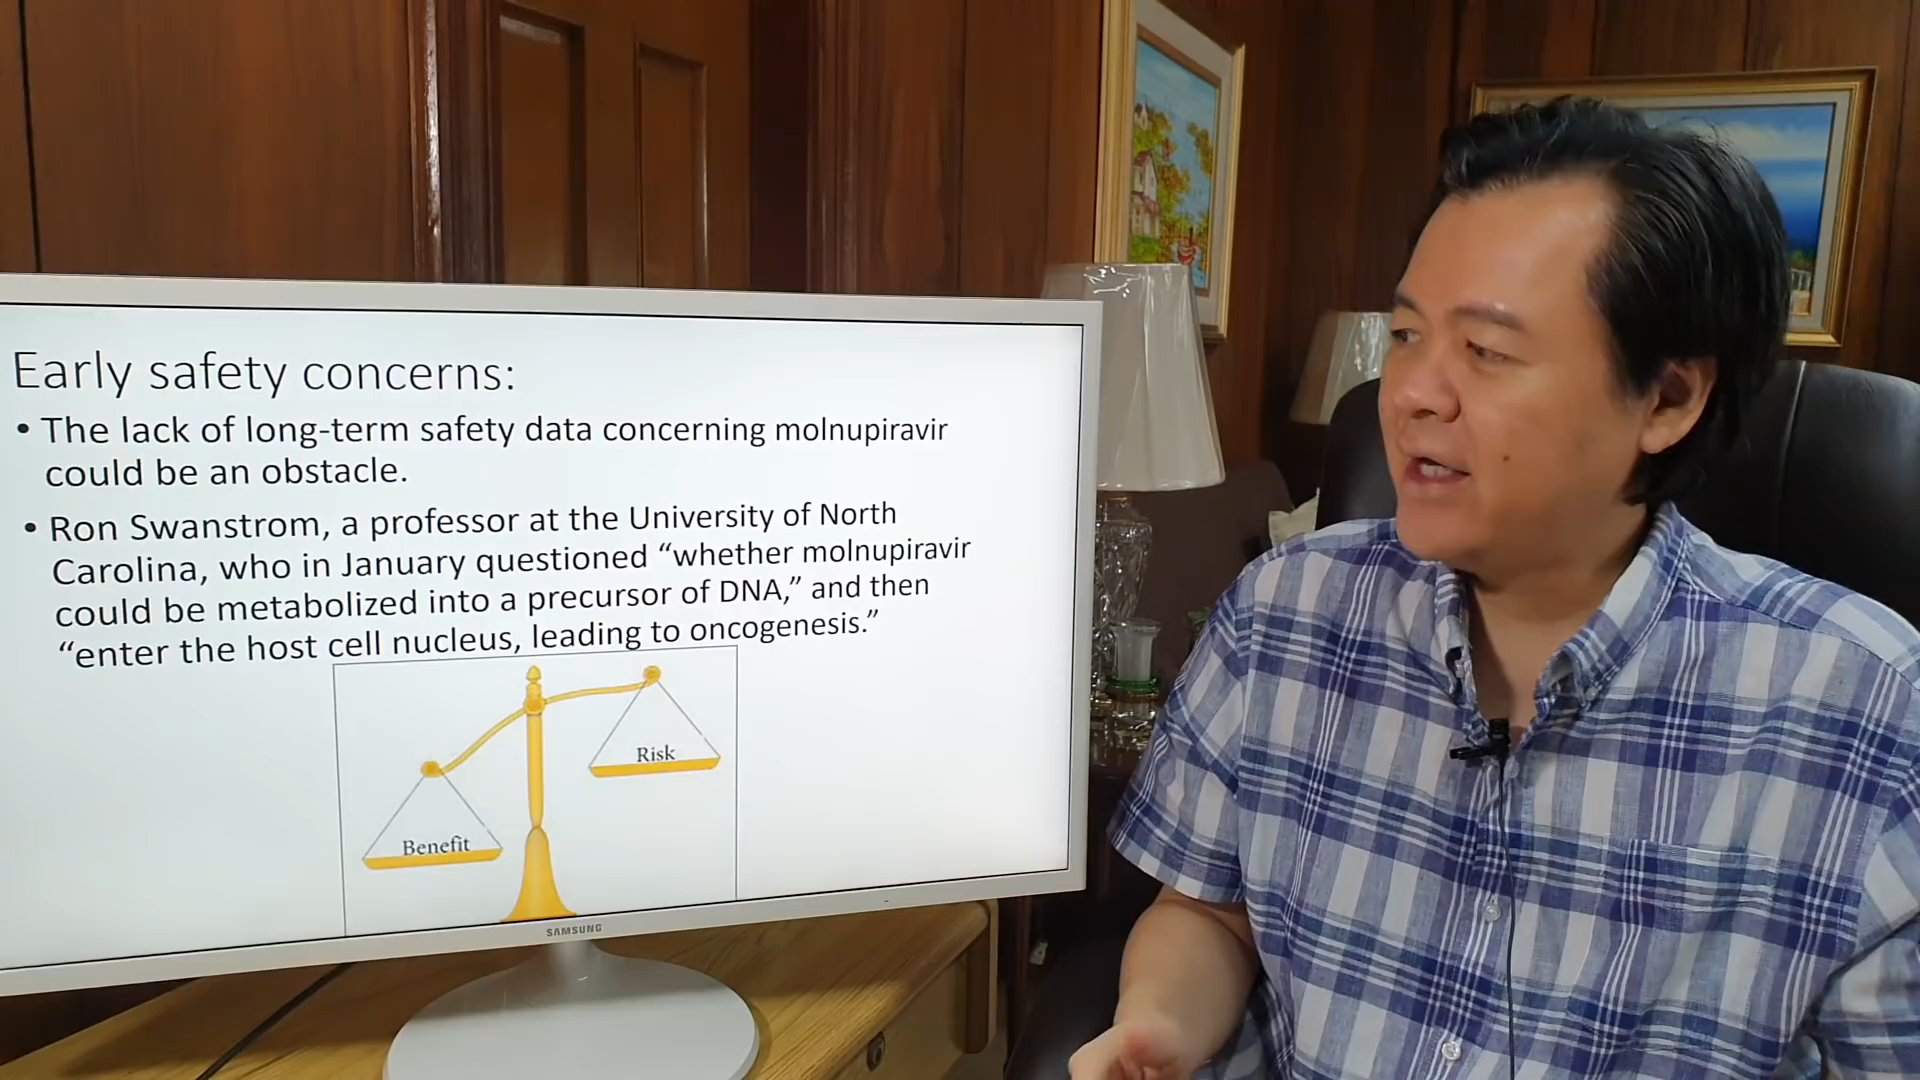 Early safety concerns:
• The lack of long-term safety data concerning molnupiravir
could be an obstacle.
• Ron Swanstrom, a professor at the University of North
Carolina, who in January questioned “whether molnupiravir
could be metabolized into a precursor of DNA,” and then
“enter the host cell nucleus, leading to oncogenesis.”
Risk
Benefit
SAMSUNG